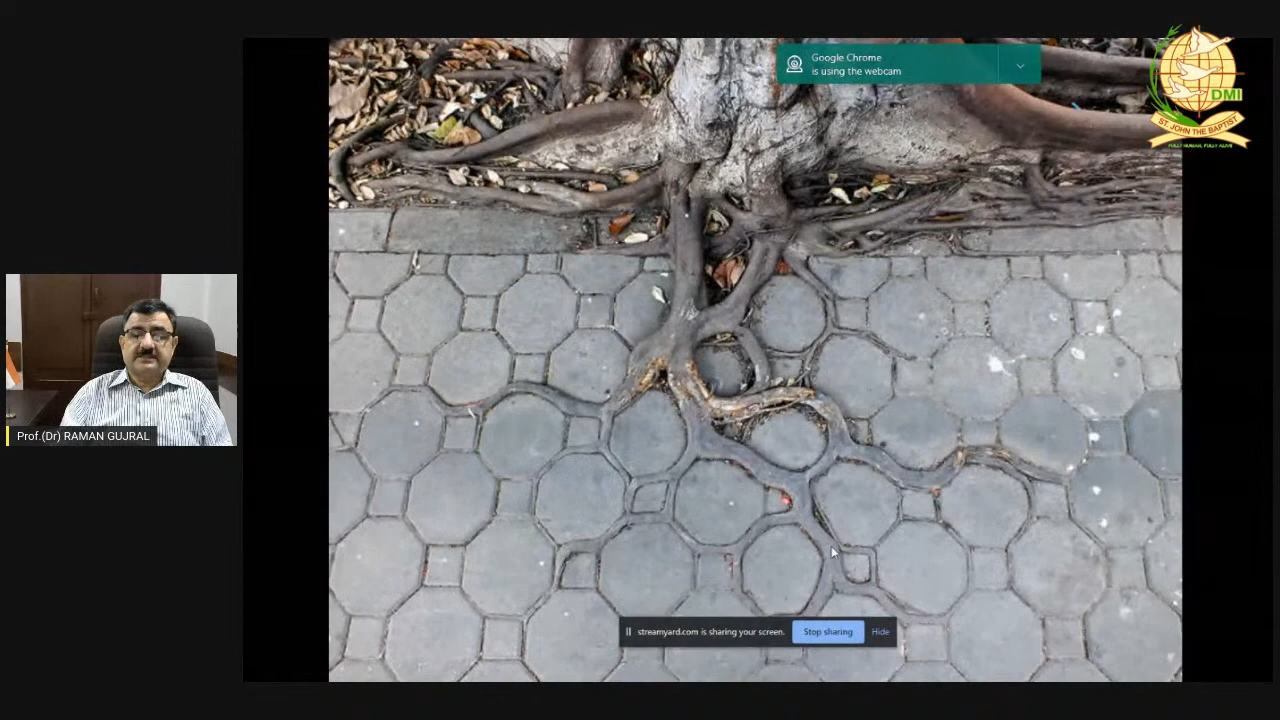 Google Chrome
is using the webcam
DMI
ST. JOHN THE BAPTIST
Prof.(Dr) RAMAN GUJRAL
streamyard.com is sharing your screen.
Stop sharing
Hide